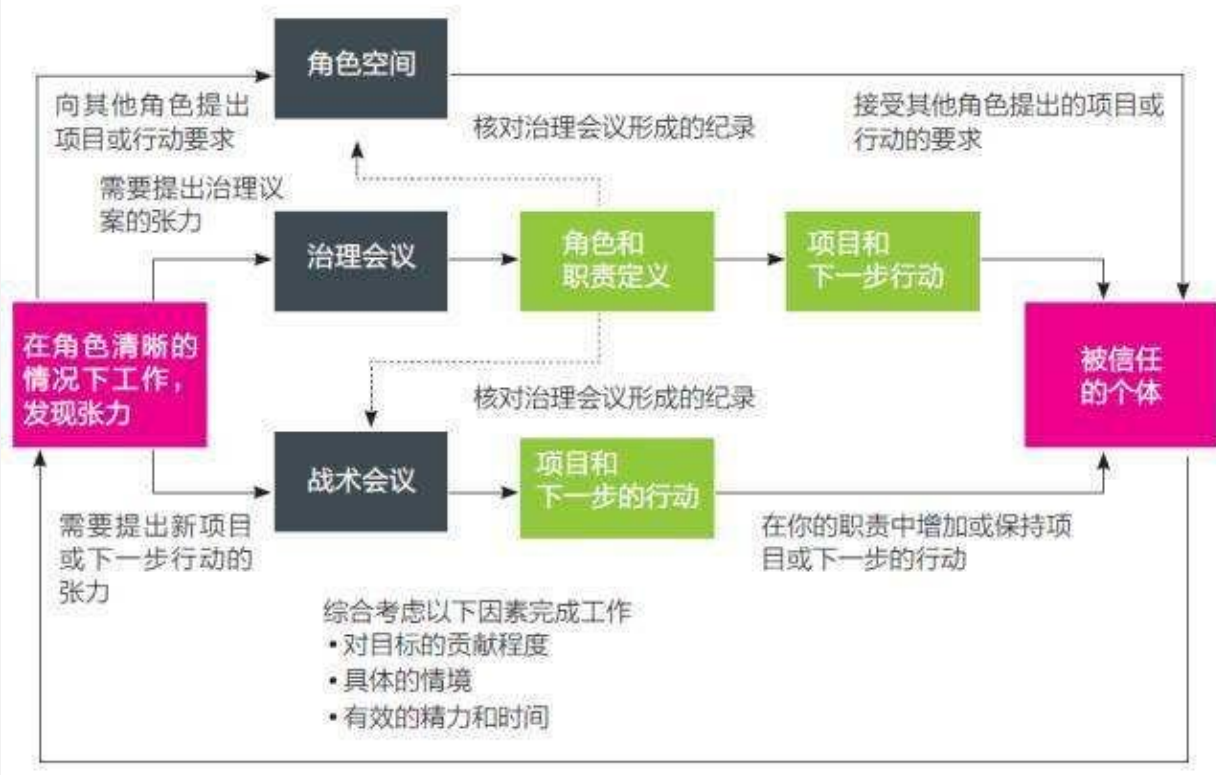 角色空间
向其他角色提出
项目或行动要求
核对治理会议形成的纪录
接受其他角色提出的项目或
行动的要求
需要提出治理议
案的张力
治理会议
角色和
职责定义
项目和
下一步行动
在角色清晰的
情况下工作，
发现张力
被信任
的个体
核对治理会议形成的纪录
战术会议
项目和
下一步的行动
需要提出新项目
或下一步行动的
张力
在你的职责中增加或保持项
目或下一步的行动
综合考虑以下因素完成工作
•对目标的贡献程度
•具体的情境
•有效的精力和时间